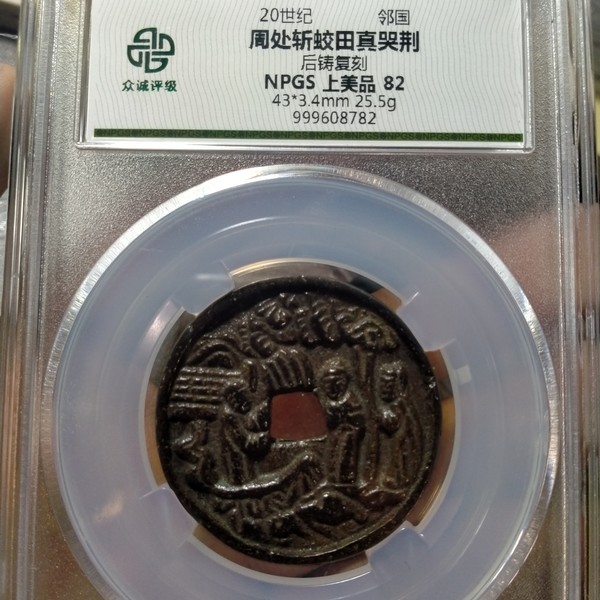 20世纪 邻国
周处斩蛟田真哭荆
后铸复刻
NPGS 上美品 82
43*3.4mm 25.5g
999608782
众诚评级